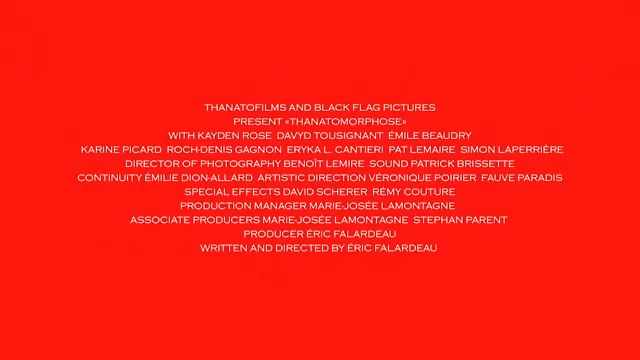 THANATOFILMS AND BLACK FLAG PICTURES
PRESENT «THANATOMORPHOSE»
WITH KAYDEN ROSE DAVYD TOUSIGNANT ÉMILE BEAUDRY
KARINE PICARD ROCH-DENIS GAGNON ERYKA L. CANTIERI PAT LEMAIRE SIMON LAPERRIÈRE
DIRECTOR OF PHOTOGRAPHY BENOÎT LEMIRE SOUND PATRICK BRISSETTE
CONTINUITY ÉMILIE DION-ALLARD ARTISTIC DIRECTION VÉRONIQUE POIRIER FAUVE PARADIS
SPECIAL EFFECTS DAVID SCHERER RÉMY COUTURE
PRODUCTION MANAGER MARIE-JOSÉE LAMONTAGNE
ASSOCIATE PRODUCERS MARIE-JOSÉE LAMONTAGNE STEPHAN PARENT
PRODUCER ÉRIC FALARDEAU
WRITTEN AND DIRECTED BY ÉRIC FALARDEAU